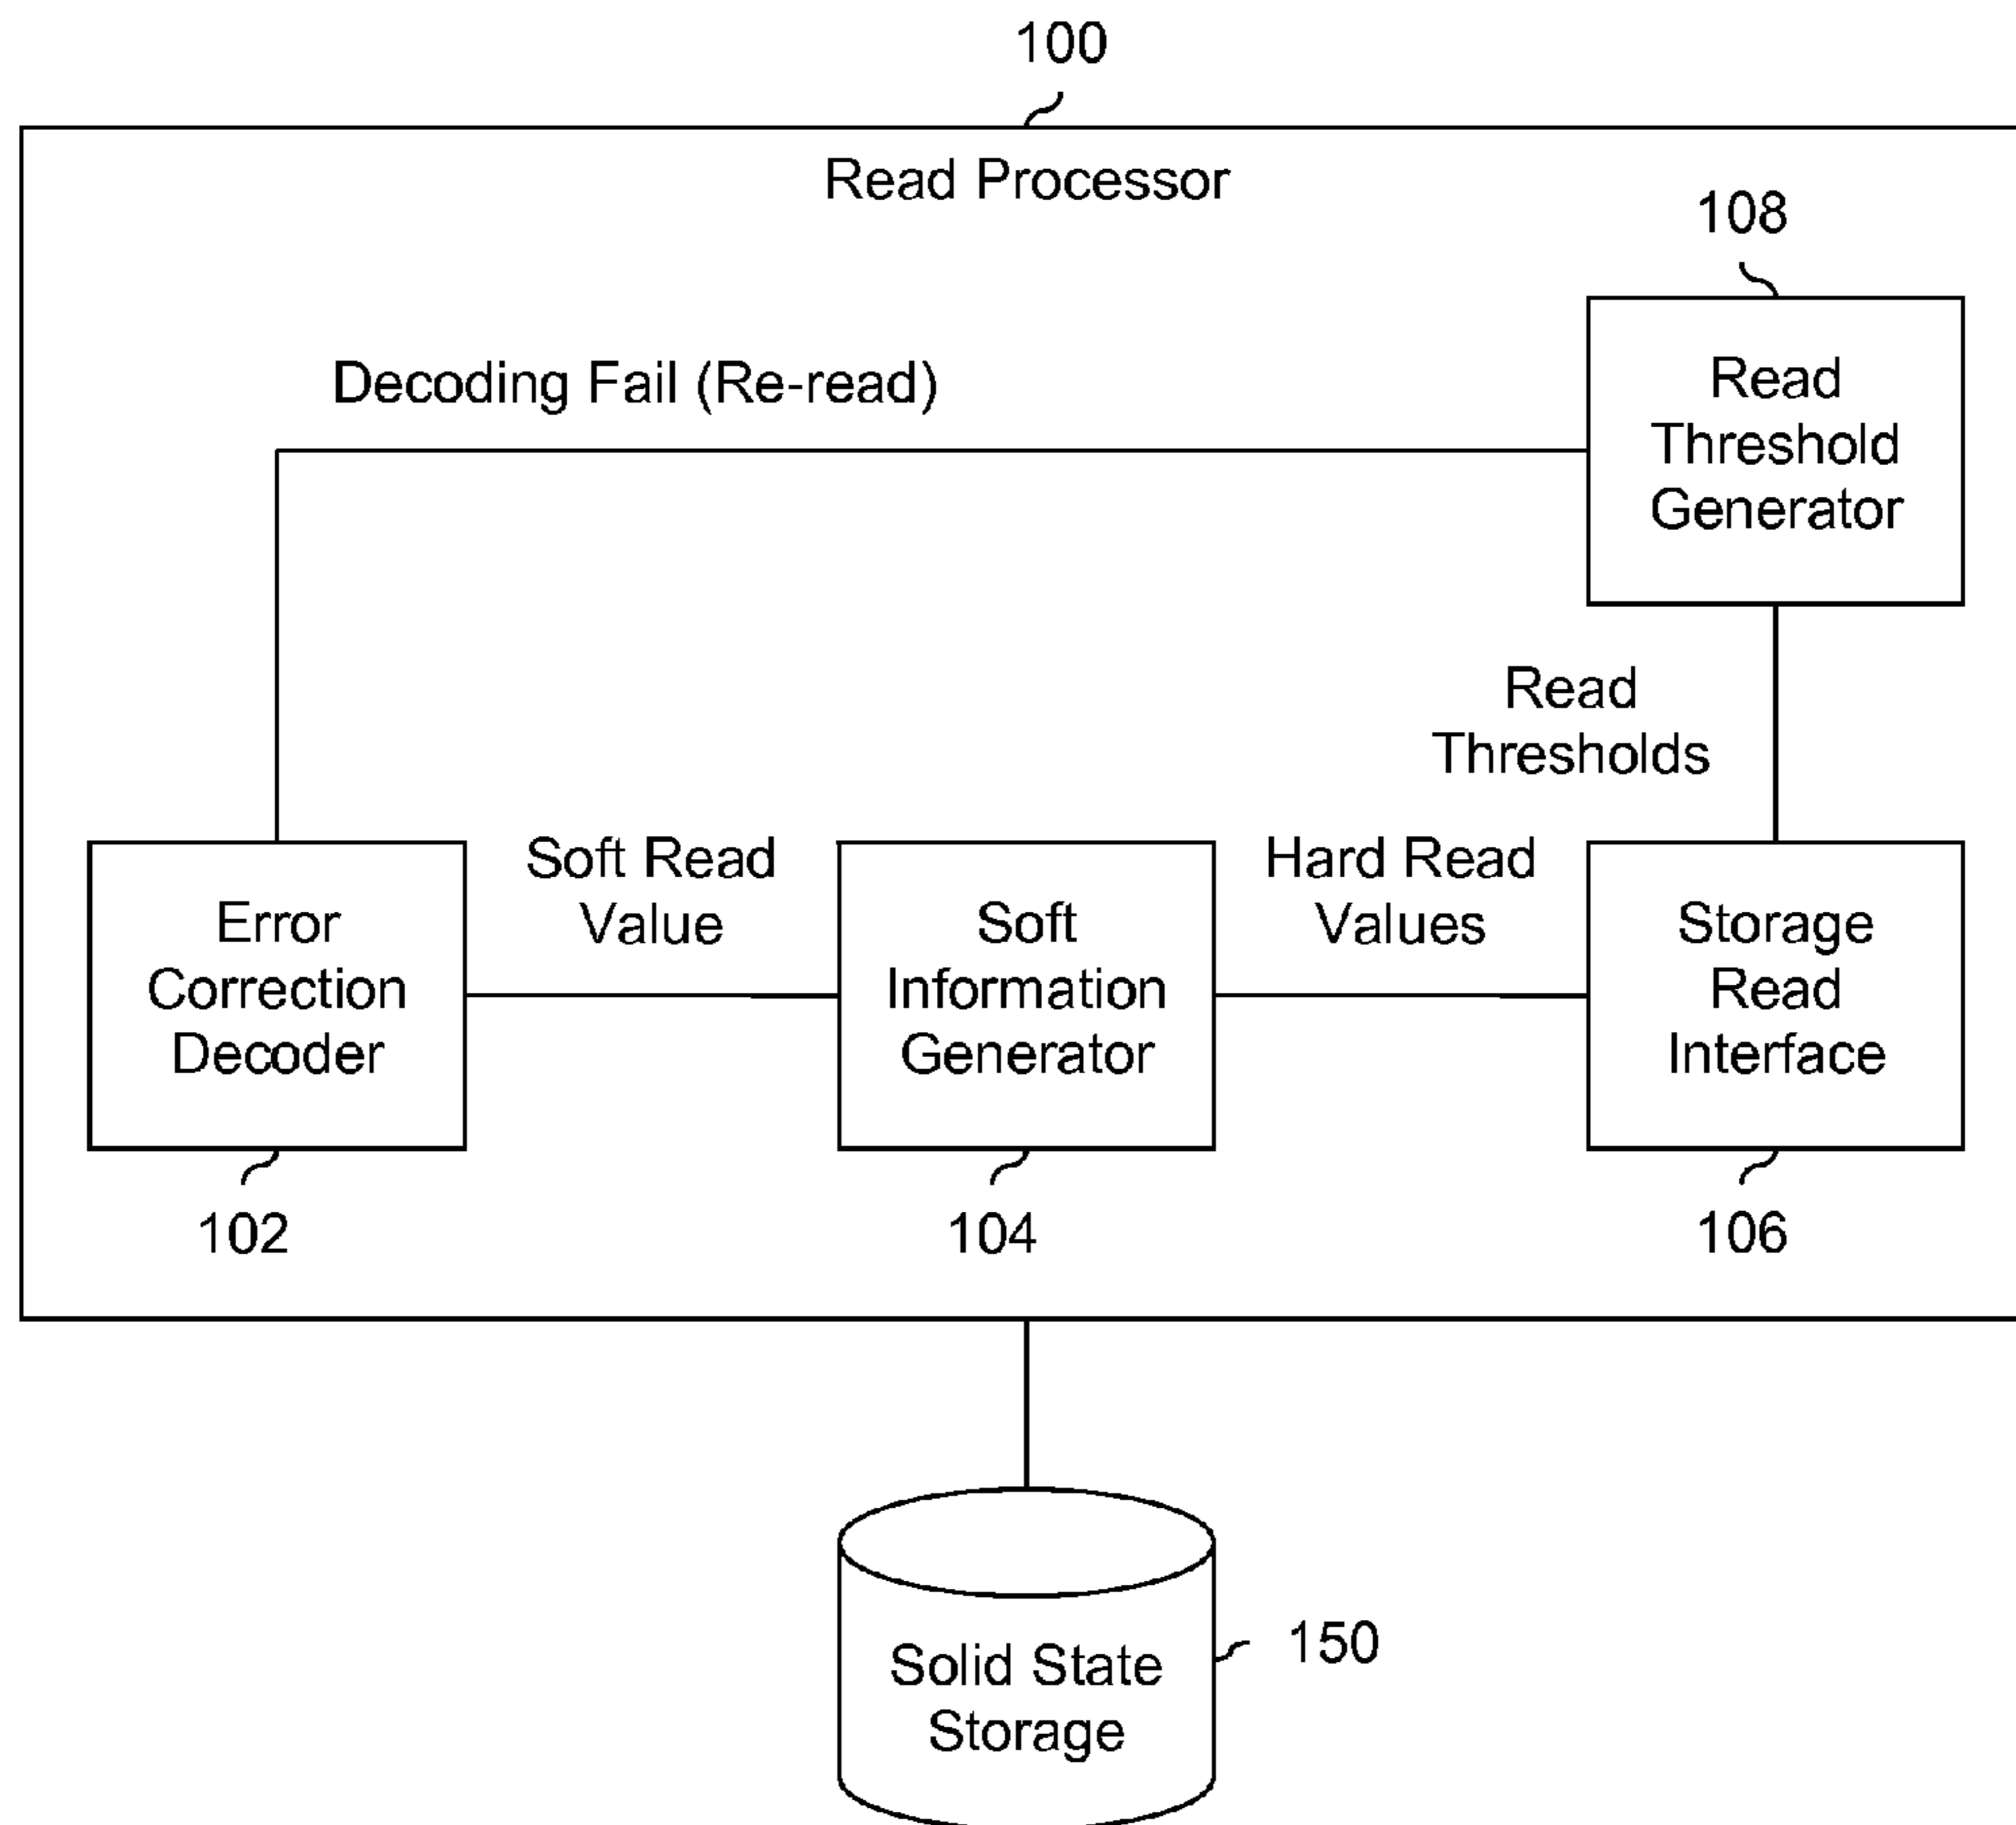 100
Read Processor
108
Read
Threshold
Generator
Decoding Fail (Re-read)
Read
Thresholds
Error
Correction
Decoder
Soft Read
Value
Soft
Information
Generator
Hard Read
Values
Storage
Read
Interface
102
104
106
Solid State
Storage
150